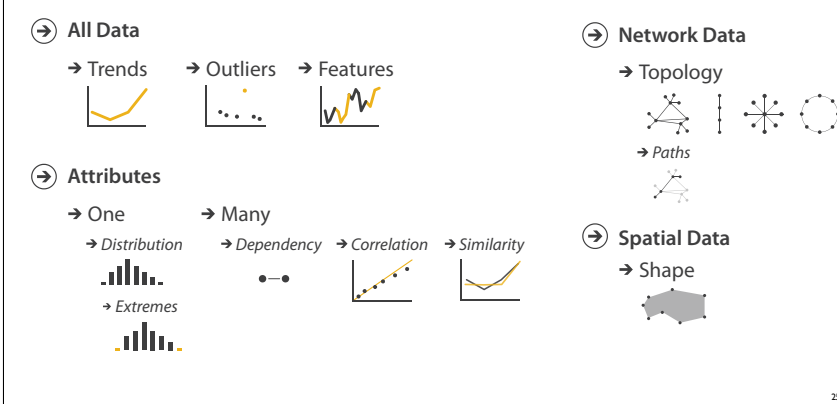 All Data
→ Trends → Outliers → Features
Attributes
→ One → Many
→ Distribution → Dependency → Correlation → Similarity
→ Extremes
Network Data
→ Topology
→ Paths
Spatial Data
→ Shape